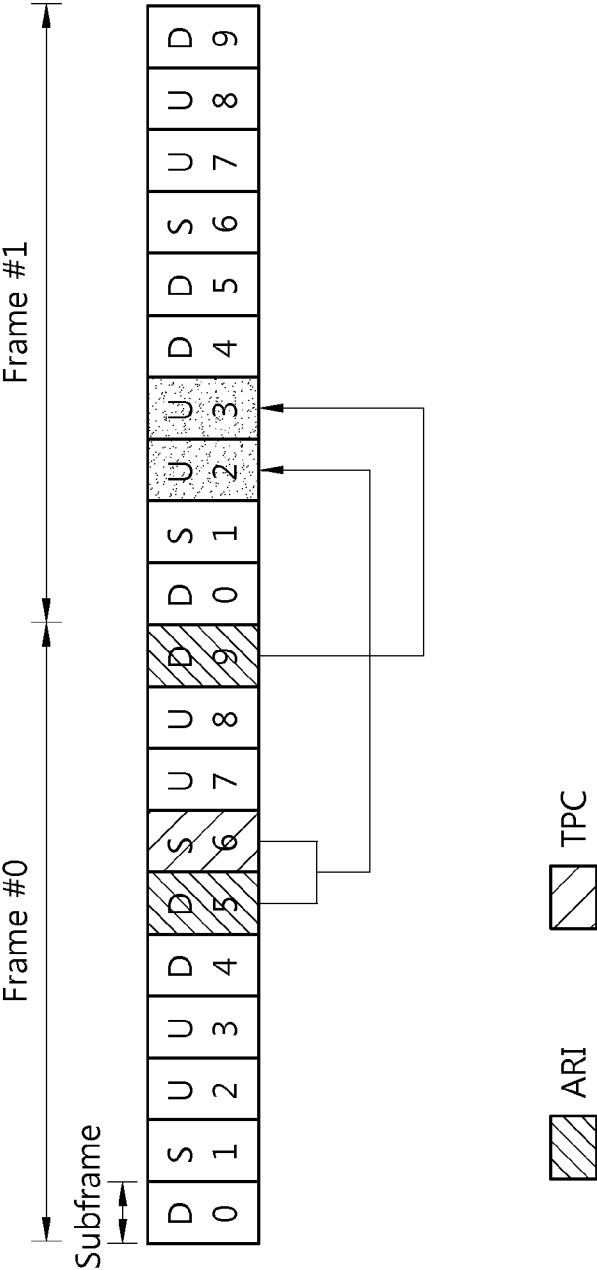 Frame #0 Frame #1
Subframe
D S U U D D S U U D D S U U D D S U U D
0 1 2 3 4 5 6 7 8 9 0 1 2 3 4 5 6 7 8 9
ARI TPC